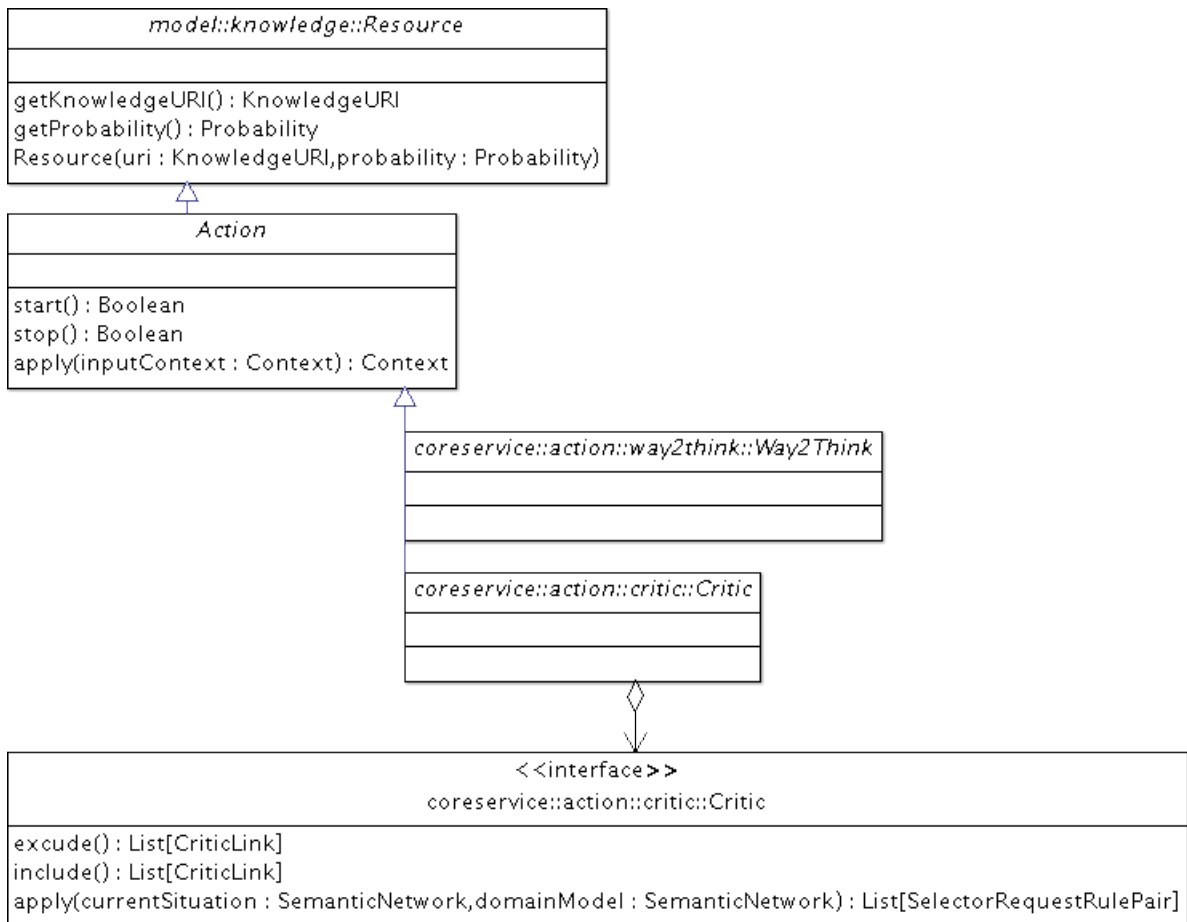 model::knowledge::Resource
getKnowledgeURI() : KnowledgeURI
getProbability() : Probability
Resource(uri : KnowledgeURI,probability : Probability)
Action
start() : Boolean
stop() : Boolean
apply(inputContext : Context) : Context
coreservice::action::way2think::Way2Think
coreservice::action::critic::Critic
<<interface>>
coreservice::action::critic::Critic
excude() : List[CriticLink]
include() : List[CriticLink]
apply(currentSituation : SemanticNetwork,domainModel : SemanticNetwork) : List[SelectorRequestRulePair]